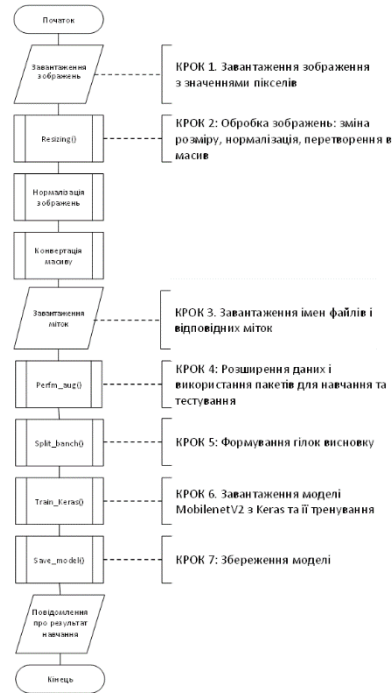 Початок
Завантаження
зображень
КРОК 1. Завантаження зображення
з значеннями пікселів
Resizing()
КРОК 2: Обробка зображень: зміна
розміру, нормалізація, перетворення в
масив
Нормалізація
зображень
Конвертація
масиву
Завантаження
міток
КРОК 3. Завантаження імен файлів і
відповідних міток
Perfm_aug()
КРОК 4: Розширення даних і
використання пакетів для навчання та
тестування
Split_banch()
КРОК 5: Формування гілок висновку
Train_Keras()
КРОК 6. Завантаження моделі
MobilenetV2 з Keras та її тренування
Save_model()
КРОК 7: Збереження моделі
Повідомлення
про результат
навчання
Кінець